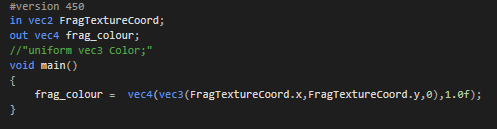 #version 450
in vec2 FragTextureCoord;
out vec4 frag_colour;
//"uniform vec3 Color;"
void main()
{
    frag_colour =  vec4(vec3(FragTextureCoord.x,FragTextureCoord.y,0),1.0f);
}